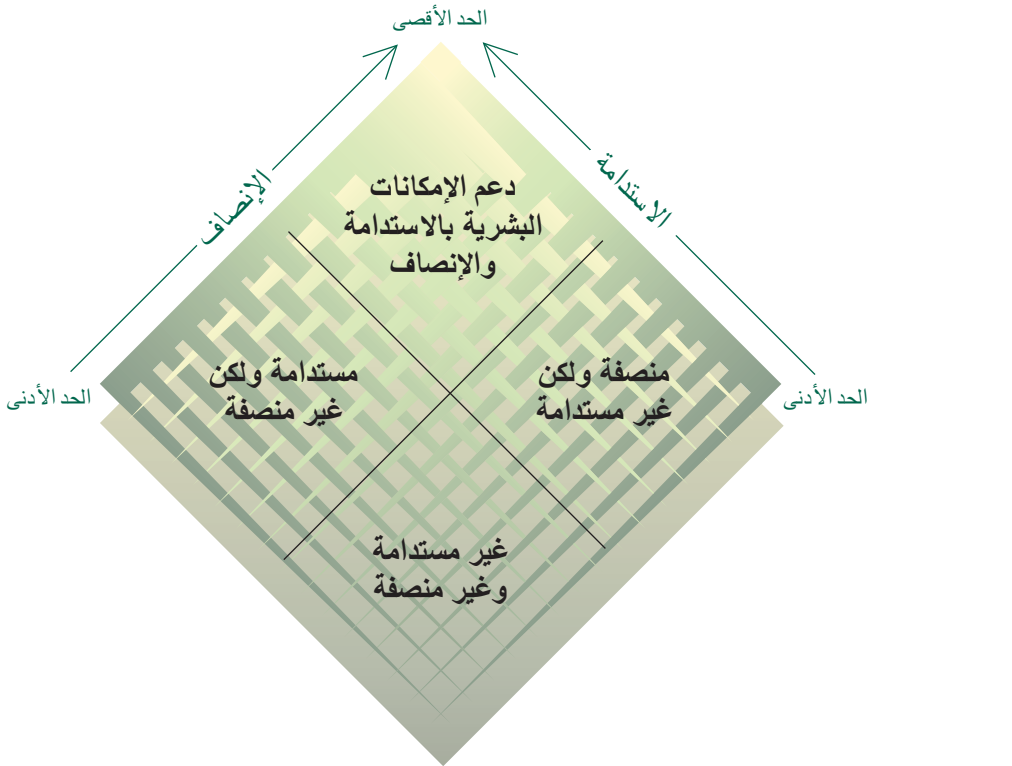 الحد الأقصى
الاستدامة
الإنصاف
دعم الإمكانات
البشرية بالاستدامة
والإنصاف
منصفة ولكن
غير مستدامة
مستدامة ولكن
غير منصفة
الحد الأدنى
الحد الأدنى
غير مستدامة
وغير منصفة